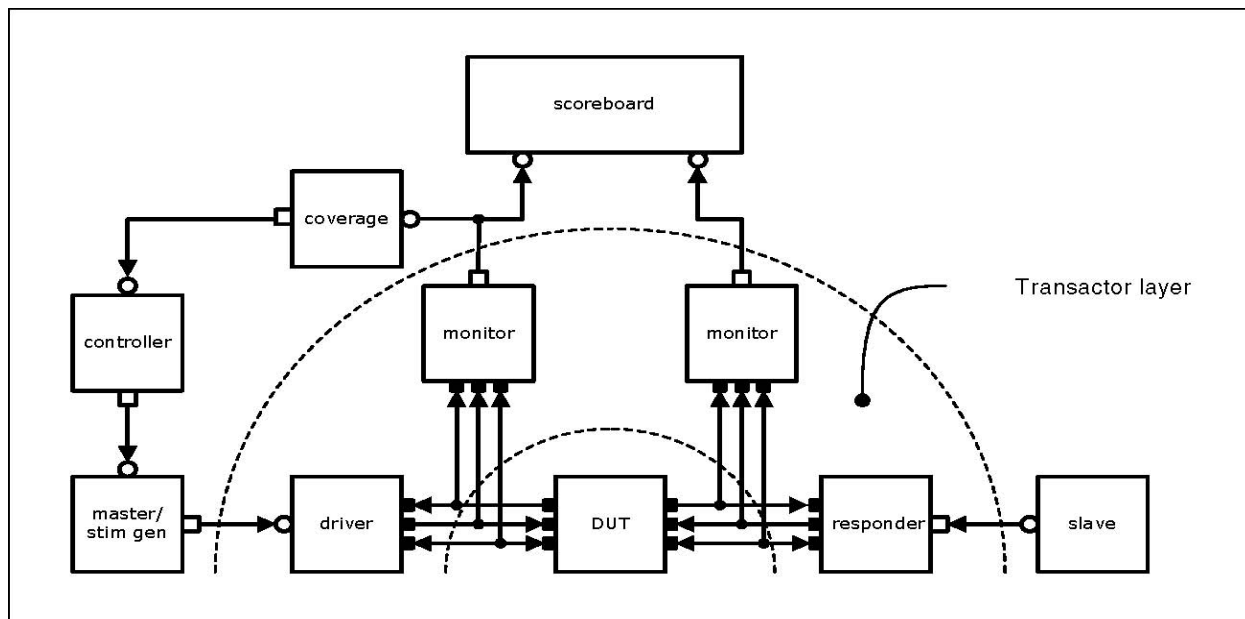 scoreboard
coverage
controller
monitor
monitor
Transactor layer
master/
stim gen
driver
DUT
responder
slave